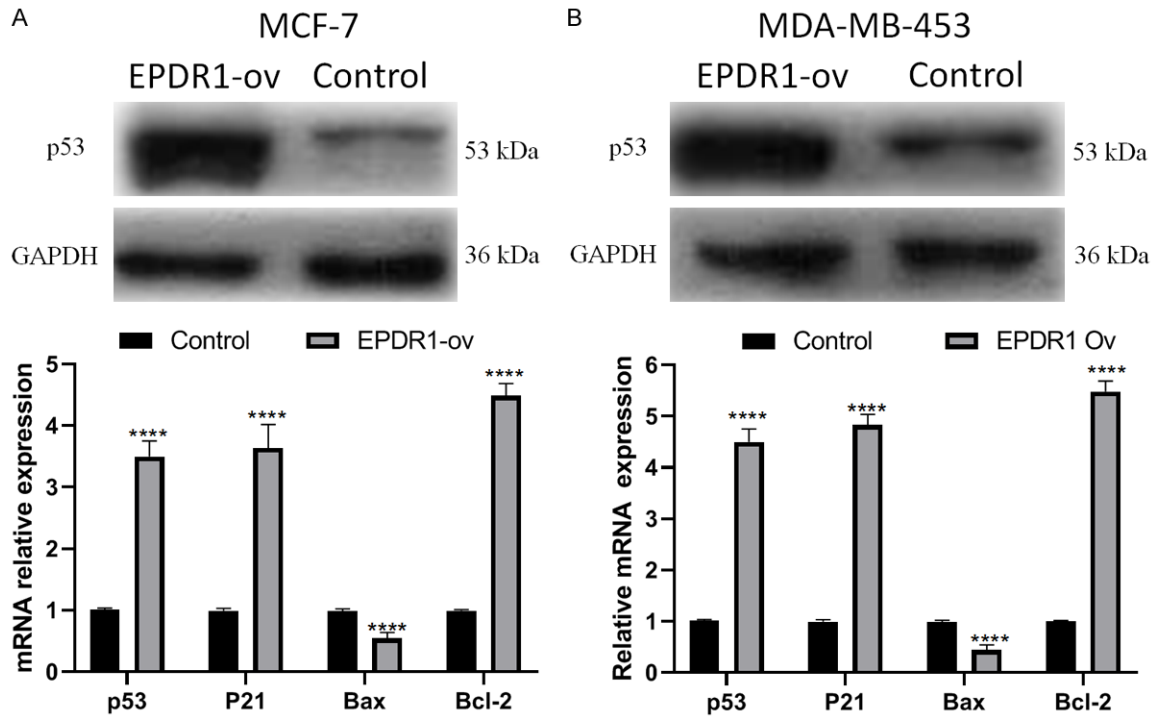 A
MCF-7
EPDR1-ov Control
p53
53 kDa
GAPDH
36 kDa
Control EPDR1-ov
mRNA relative expression
5
4
3
2
1
0
****
****
****
****
p53 P21 Bax Bcl-2
B
MDA-MB-453
EPDR1-ov Control
p53
53 kDa
GAPDH
36 kDa
Control EPDR1 Ov
Relative mRNA expression
6
5
4
3
2
1
0
****
****
****
****
p53 P21 Bax Bcl-2